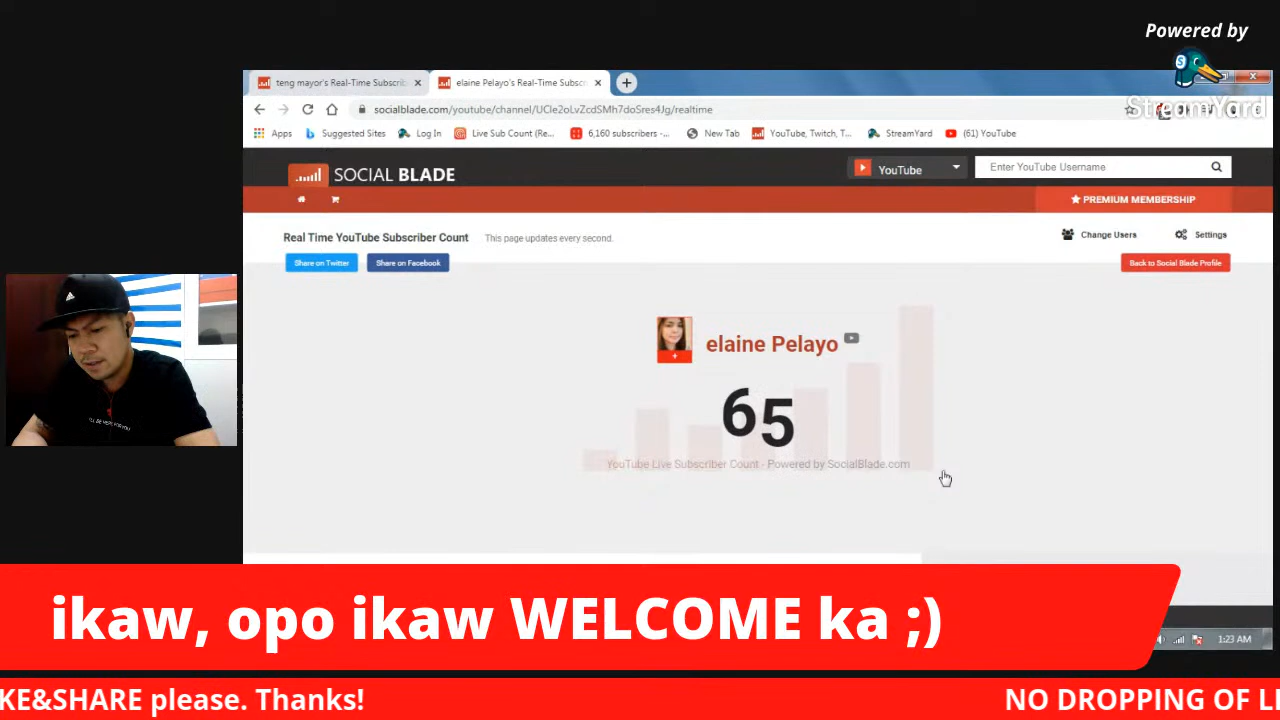 Powered by
StreamYard
teng mayor's Real-Time Subscrib
elaine Pelayo's Real-Time Subscr
socialblade.com/youtube/channel/UCle2oLvZcdSMh7doSres4Jg/realtime
Apps Suggested Sites Log In Live Sub Count (Re... 6,160 subscribers -... New Tab YouTube, Twitch, T... StreamYard (61) YouTube
SOCIAL BLADE
YouTube
Enter YouTube Username
PREMIUM MEMBERSHIP
Real Time YouTube Subscriber Count This page updates every second.
Change Users Settings
Share on Twitter Share on Facebook
Back to Social Blade Profile
elaine Pelayo
65
YouTube Live Subscriber Count - Powered by SocialBlade.com
ikaw, opo ikaw WELCOME ka ;)
1:23 AM
KE&SHARE please. Thanks! NO DROPPING OF LI